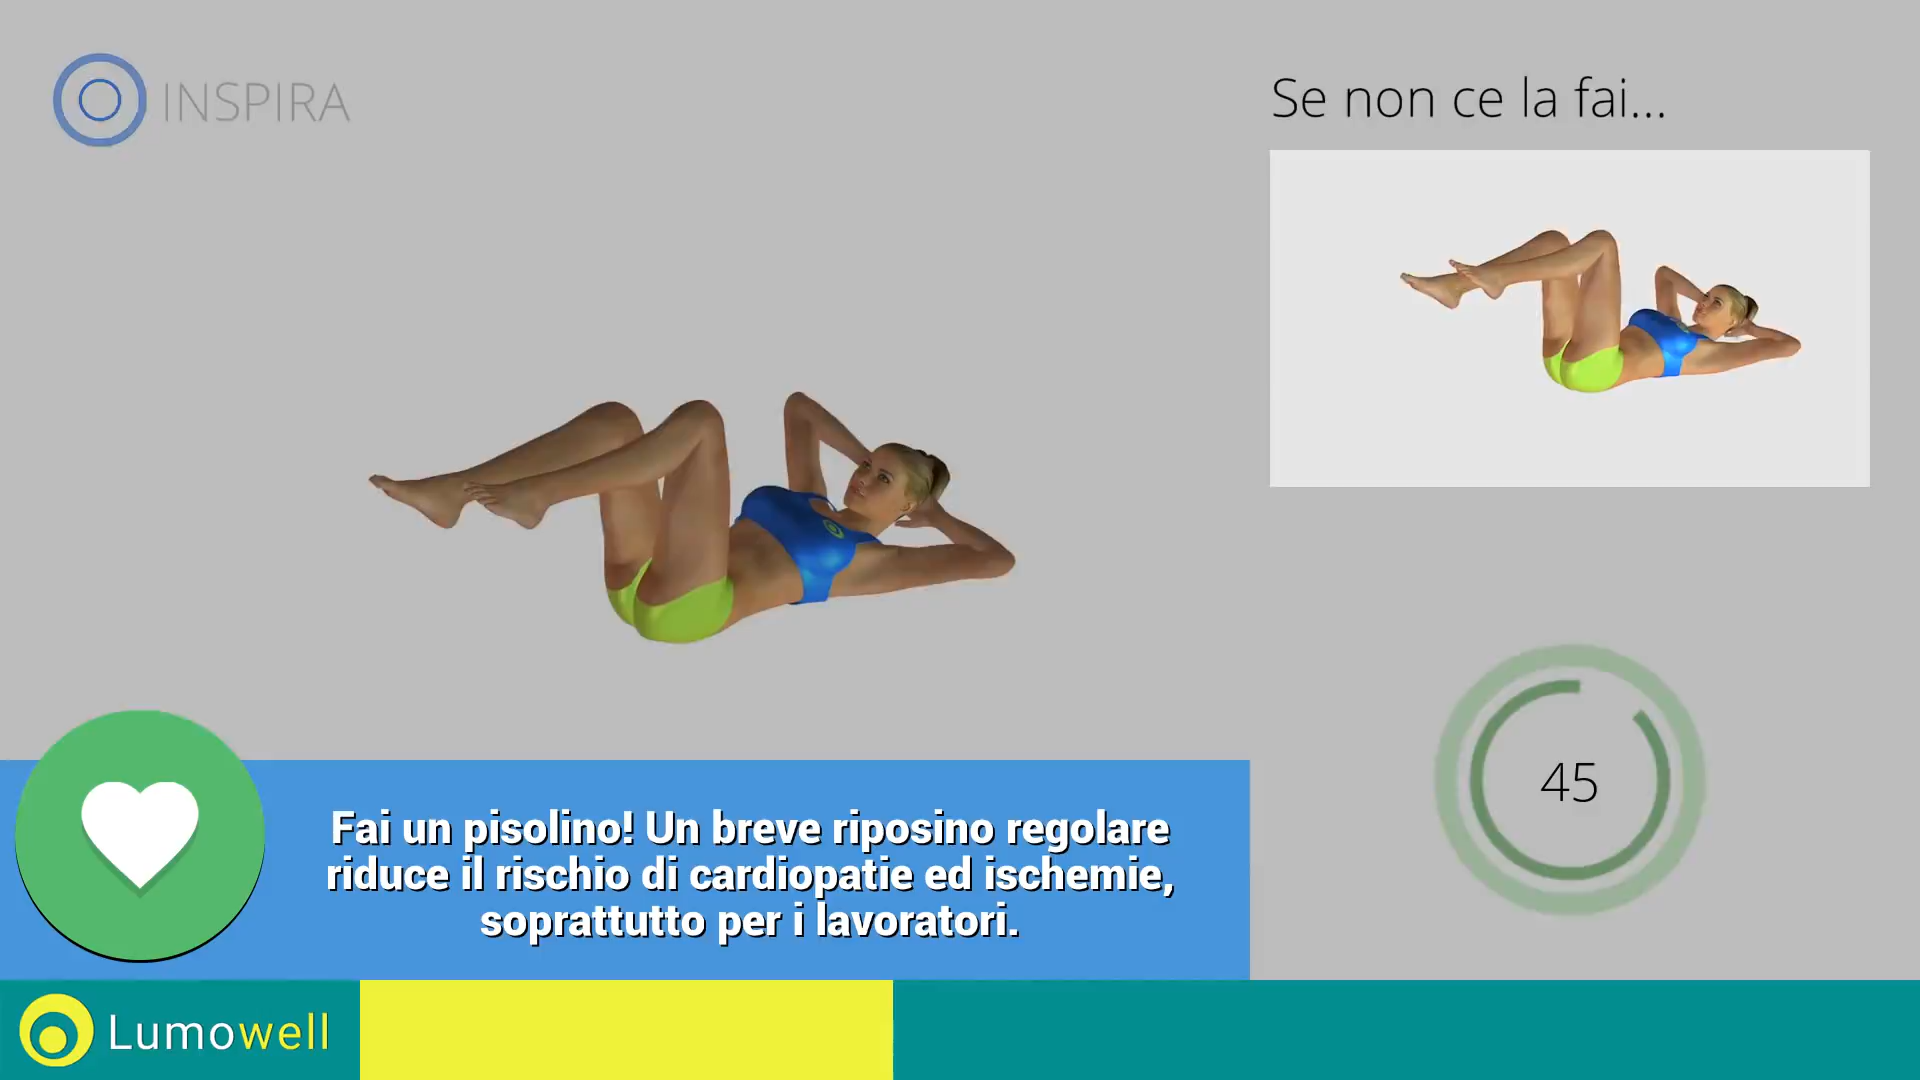 INSPIRA
Se non ce la fai...
45
Fai un pisolino! Un breve riposino regolare
riduce il rischio di cardiopatie ed ischemie,
soprattutto per i lavoratori.
Lumowell